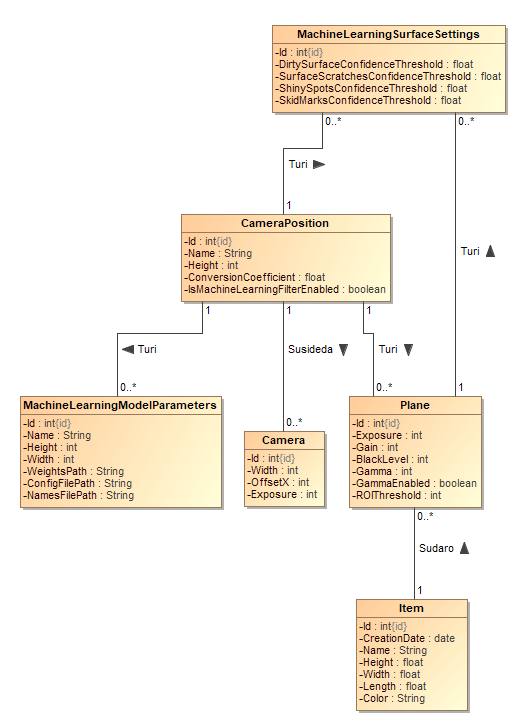 MachineLearningSurfaceSettings
-Id : int{id}
-DirtySurfaceConfidenceThreshold : float
-SurfaceScratchesConfidenceThreshold : float
-ShinySpotsConfidenceThreshold : float
-SkidMarksConfidenceThreshold : float
0..*
0..*
Turi
1
CameraPosition
-Id : int{id}
-Name : String
-Height : int
-ConversionCoefficient : float
-IsMachineLearningFilterEnabled : boolean
Turi
1
1
1
Turi
Susideda
Turi
0..*
0..*
0..*
1
MachineLearningModelParameters
-Id : int{id}
-Name : String
-Height : int
-Width : int
-WeightsPath : String
-ConfigFilePath : String
-NamesFilePath : String
Camera
-Id : int{id}
-Width : int
-OffsetX : int
-Exposure : int
Plane
-Id : int{id}
-Exposure : int
-Gain : int
-BlackLevel : int
-Gamma : int
-GammaEnabled : boolean
-ROIThreshold : int
0..*
Sudaro
1
Item
-Id : int{id}
-CreationDate : date
-Name : String
-Height : float
-Width : float
-Length : float
-Color : String